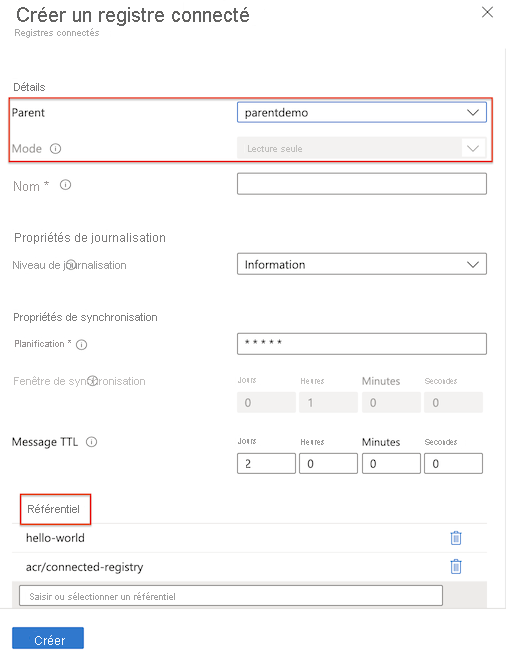 Créer un registre connecté
Registres connectés
Détails
Parent
parentdemo
Mode
Lecture seule
Nom *
Propriétés de journalisation
Niveau de journalisation
Information
Propriétés de synchronisation
Planification *
* * * * *
Fenêtre de synchronisation
Jours Heures Minutes Secondes
0 1 0 0
Message TTL
Jours Heures Minutes Secondes
2 0 0 0
Référentiel
hello-world
acr/connected-registry
Saisir ou sélectionner un référentiel
Créer